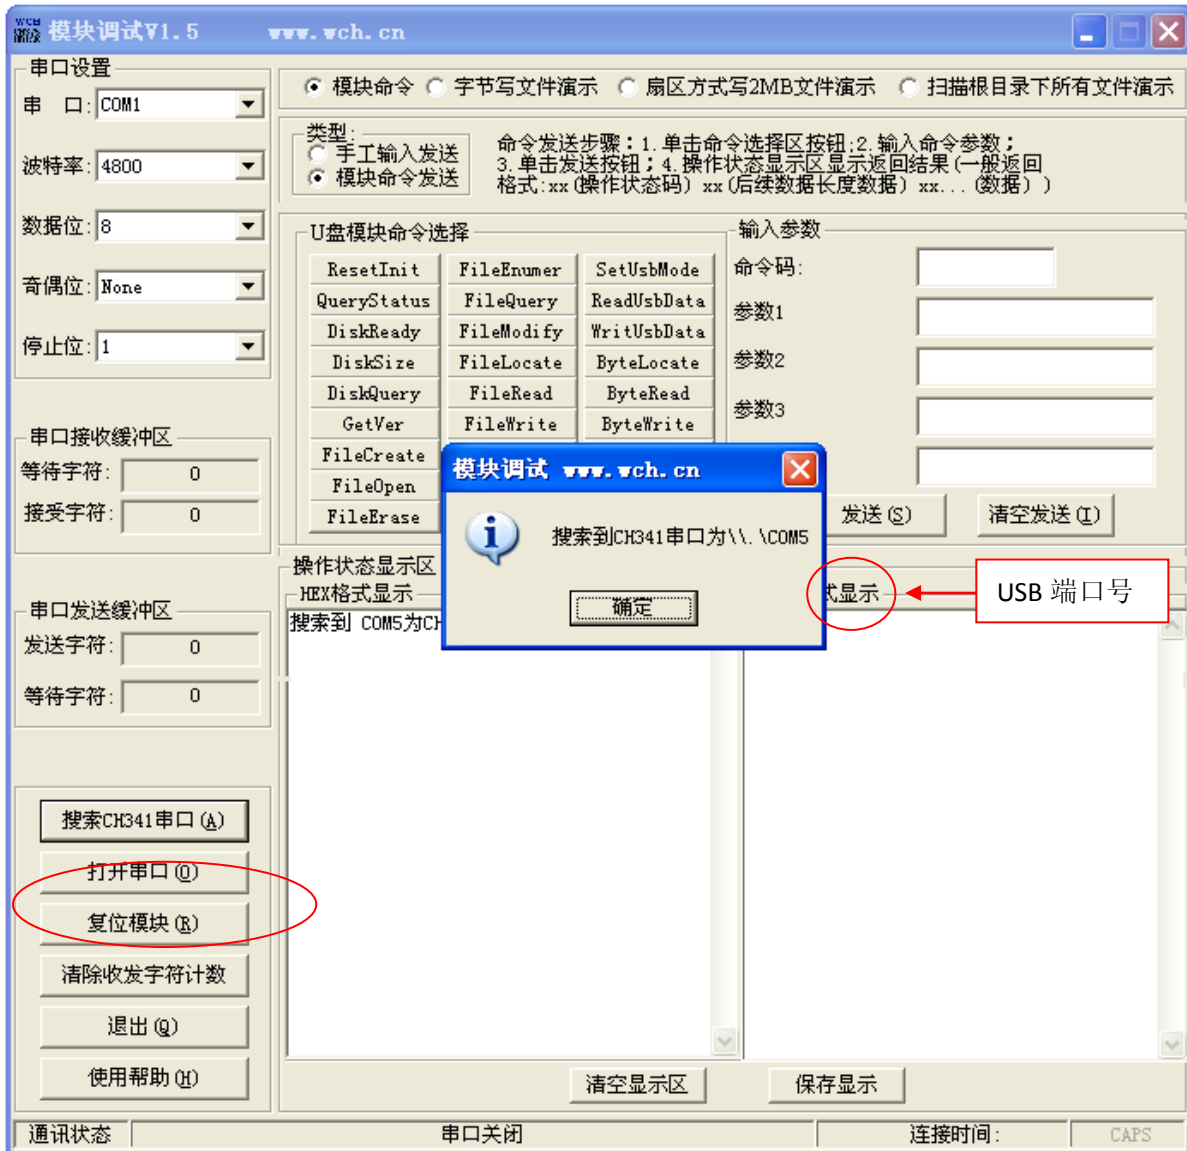 模块调试V1.5 www.wch.cn
串口设置
串 口: COM1
波特率: 4800
数据位: 8
奇偶位: None
停止位: 1
模块命令 字节写文件演示 扇区方式写2MB文件演示 扫描根目录下所有文件演示
类型:
手工输入发送
模块命令发送
命令发送步骤：1.单击命令选择区按钮;2.输入命令参数；
3.单击发送按钮；4.操作状态显示区显示返回结果(一般返回
格式:xx(操作状态码) xx(后续数据长度数据) xx...(数据))
U盘模块命令选择
ResetInit FileEnumer SetUsbMode
QueryStatus FileQuery ReadUsbData
DiskReady FileModify WritUsbData
DiskSize FileLocate ByteLocate
DiskQuery FileRead ByteRead
GetVer FileWrite ByteWrite
FileCreate
FileOpen
FileErase
输入参数
命令码:
参数1
参数2
参数3
发送(S) 清空发送(I)
串口接收缓冲区
等待字符: 0
接受字符: 0
串口发送缓冲区
发送字符: 0
等待字符: 0
模块调试 www.wch.cn
搜索到CH341串口为\\.\COM5
确定
操作状态显示区
HEX格式显示
搜索到 COM5为CH
式显示
USB 端口号
搜索CH341串口(A)
打开串口(O)
复位模块(R)
清除收发字符计数
退出(Q)
使用帮助(H)
清空显示区 保存显示
通讯状态 串口关闭 连接时间: CAPS